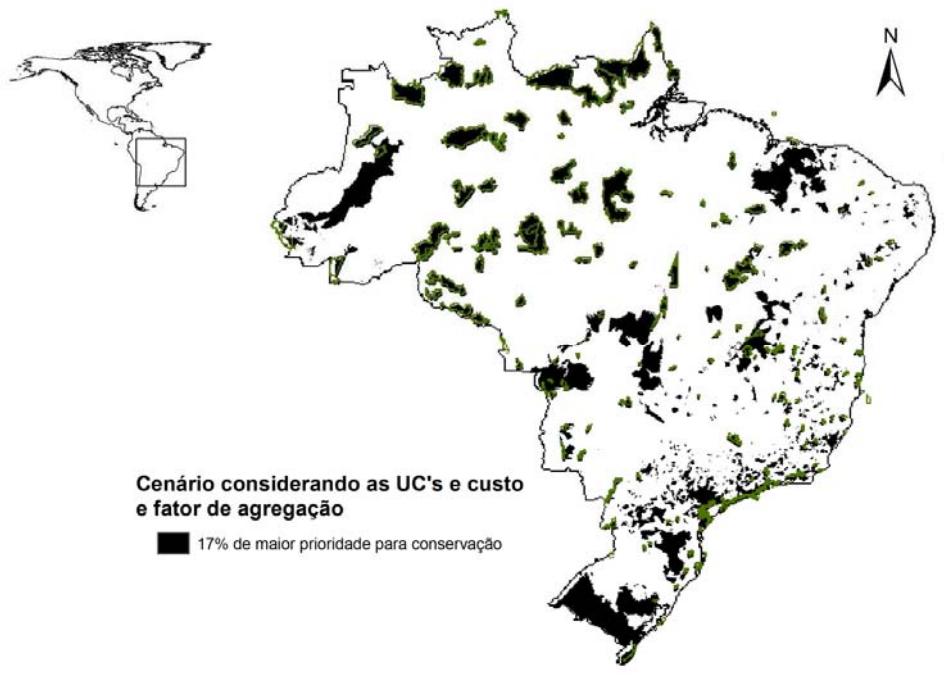 N
Cenário considerando as UC's e custo
e fator de agregação
17% de maior prioridade para conservação